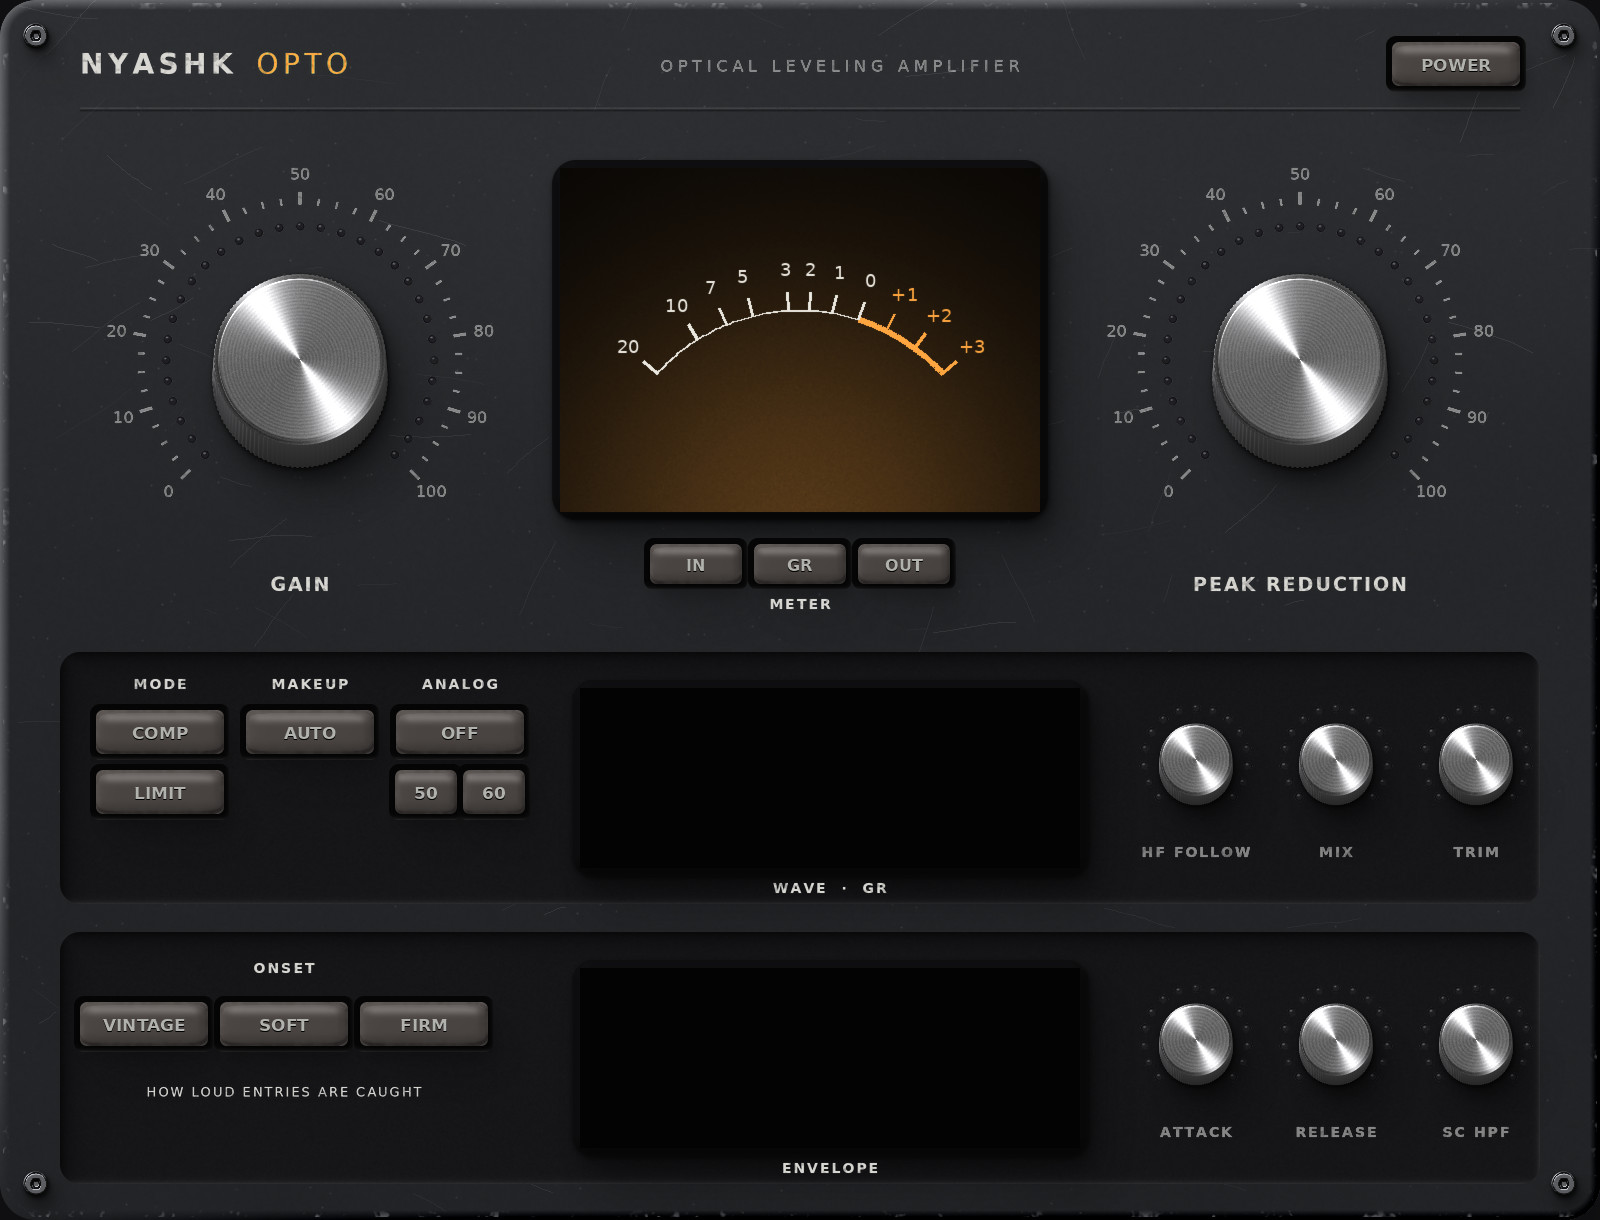 NYASHK OPTO
OPTICAL LEVELING AMPLIFIER
POWER
0 10 20 30 40 50 60 70 80 90 100
20 10 7 5 3 2 1 0 +1 +2 +3
0 10 20 30 40 50 60 70 80 90 100
IN GR OUT
METER
GAIN
PEAK REDUCTION
MODE MAKEUP ANALOG
COMP AUTO OFF
LIMIT 50 60
WAVE · GR
HF FOLLOW MIX TRIM
ONSET
VINTAGE SOFT FIRM
HOW LOUD ENTRIES ARE CAUGHT
ENVELOPE
ATTACK RELEASE SC HPF